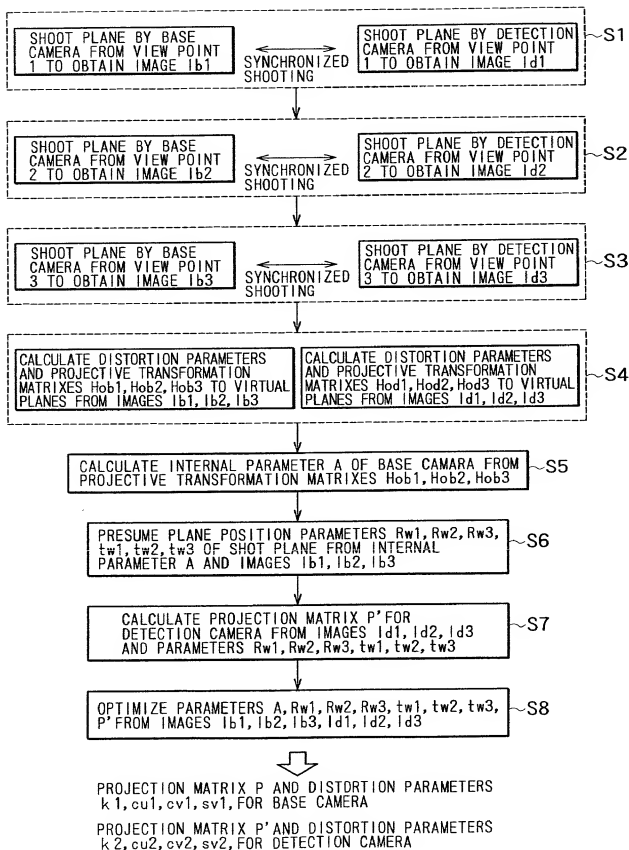 SHOOT PLANE BY BASE
CAMERA FROM VIEW POINT
1 TO OBTAIN IMAGE Ib1
SYNCHRONIZED
SHOOTING
SHOOT PLANE BY DETECTION
CAMERA FROM VIEW POINT
1 TO OBTAIN IMAGE Id1
S1
SHOOT PLANE BY BASE
CAMERA FROM VIEW POINT
2 TO OBTAIN IMAGE Ib2
SYNCHRONIZED
SHOOTING
SHOOT PLANE BY DETECTION
CAMERA FROM VIEW POINT
2 TO OBTAIN IMAGE Id2
S2
SHOOT PLANE BY BASE
CAMERA FROM VIEW POINT
3 TO OBTAIN IMAGE Ib3
SYNCHRONIZED
SHOOTING
SHOOT PLANE BY DETECTION
CAMERA FROM VIEW POINT
3 TO OBTAIN IMAGE Id3
S3
CALCULATE DISTORTION PARAMETERS
AND PROJECTIVE TRANSFORMATION
MATRIXES Hob1, Hob2, Hob3 TO VIRTUAL
PLANES FROM IMAGES Ib1, Ib2, Ib3
CALCULATE DISTORTION PARAMETERS
AND PROJECTIVE TRANSFORMATION
MATRIXES Hod1, Hod2, Hod3 TO VIRTUAL
PLANES FROM IMAGES Id1, Id2, Id3
S4
CALCULATE INTERNAL PARAMETER A OF BASE CAMARA FROM
PROJECTIVE TRANSFORMATION MATRIXES Hob1, Hob2, Hob3
S5
PRESUME PLANE POSITION PARAMETERS Rw1, Rw2, Rw3,
tw1, tw2, tw3 OF SHOT PLANE FROM INTERNAL
PARAMETER A AND IMAGES Ib1, Ib2, Ib3
S6
CALCULATE PROJECTION MATRIX P' FOR
DETECTION CAMERA FROM IMAGES Id1, Id2, Id3
AND PARAMETERS Rw1, Rw2, Rw3, tw1, tw2, tw3
S7
OPTIMIZE PARAMETERS A, Rw1, Rw2, Rw3, tw1, tw2, tw3,
P' FROM IMAGES Ib1, Ib2, Ib3, Id1, Id2, Id3
S8
PROJECTION MATRIX P AND DISTORTION PARAMETERS
k1, cu1, cv1, sv1, FOR BASE CAMERA
PROJECTION MATRIX P' AND DISTORTION PARAMETERS
k2, cu2, cv2, sv2, FOR DETECTION CAMERA